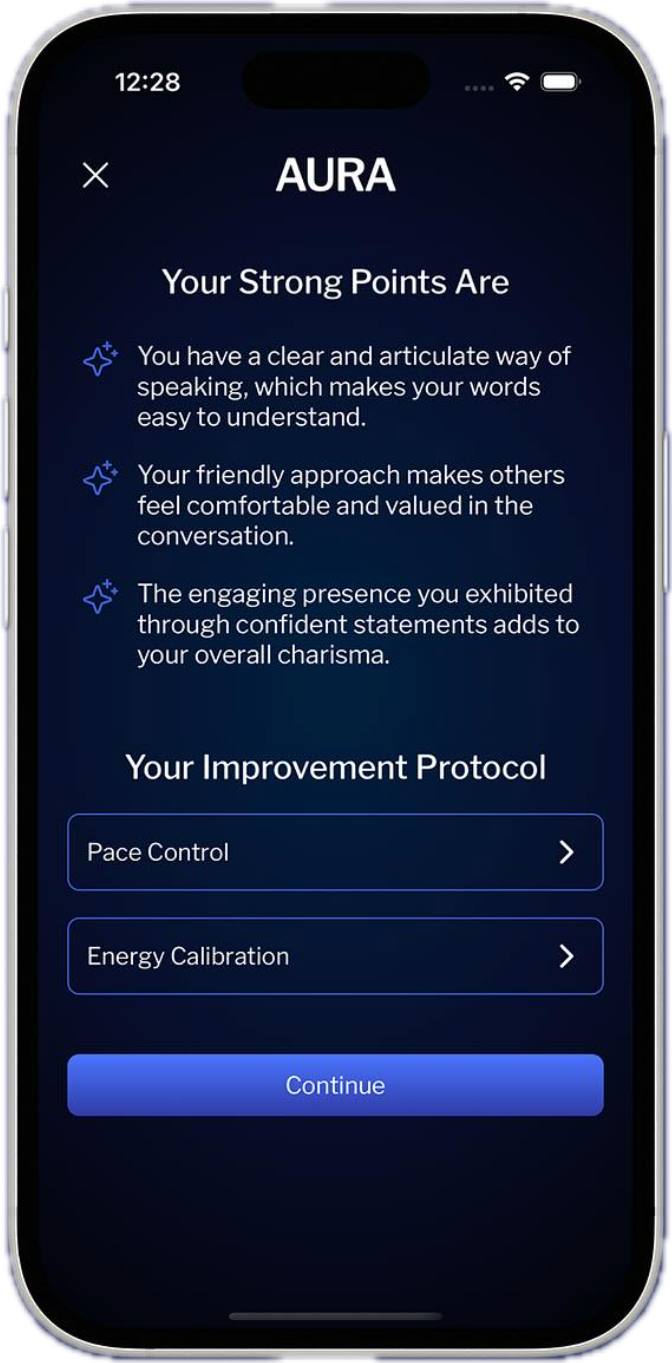 12:28
AURA
Your Strong Points Are
You have a clear and articulate way of
speaking, which makes your words
easy to understand.
Your friendly approach makes others
feel comfortable and valued in the
conversation.
The engaging presence you exhibited
through confident statements adds to
your overall charisma.
Your Improvement Protocol
Pace Control
Energy Calibration
Continue